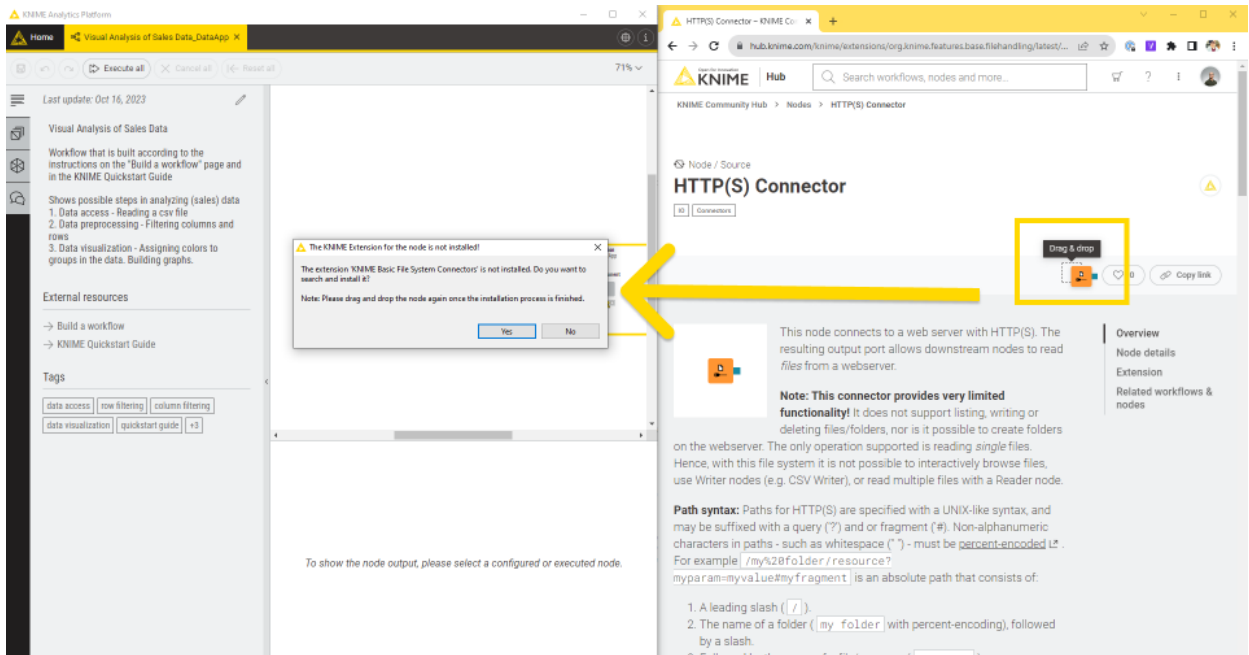 KNIME Analytics Platform
Home
Visual Analysis of Sales Data_DataApp
Execute all
Cancel all
Reset all
71%
Last update: Oct 16, 2023
Visual Analysis of Sales Data
Workflow that is built according to the
instructions on the "Build a workflow" page and
in the KNIME Quickstart Guide
Shows possible steps in analyzing (sales) data
1. Data access - Reading a csv file
2. Data preprocessing - Filtering columns and
rows
3. Data visualization - Assigning colors to
groups in the data. Building graphs.
External resources
→ Build a workflow
→ KNIME Quickstart Guide
Tags
data access
row filtering
column filtering
data visualization
quickstart guide
+3
The KNIME Extension for the node is not installed!
The extension 'KNIME Basic File System Connectors' is not installed. Do you want to
search and install it?
Note: Please drag and drop the node again once the installation process is finished.
Yes
No
To show the node output, please select a configured or executed node.
HTTP(S) Connector – KNIME Co
hub.knime.com/knime/extensions/org.knime.features.base.filehandling/latest/...
Open for Innovation
KNIME
Hub
Search workflows, nodes and more...
KNIME Community Hub > Nodes > HTTP(S) Connector
Node / Source
HTTP(S) Connector
IO
Connectors
Drag & drop
0
Copy link
This node connects to a web server with HTTP(S). The
resulting output port allows downstream nodes to read
files from a webserver.
Note: This connector provides very limited
functionality! It does not support listing, writing or
deleting files/folders, nor is it possible to create folders
on the webserver. The only operation supported is reading single files.
Hence, with this file system it is not possible to interactively browse files,
use Writer nodes (e.g. CSV Writer), or read multiple files with a Reader node.
Path syntax: Paths for HTTP(S) are specified with a UNIX-like syntax, and
may be suffixed with a query ('?') and or fragment ('#). Non-alphanumeric
characters in paths - such as whitespace (" ") - must be percent-encoded .
For example /my%20folder/resource?
myparam=myvalue#myfragment is an absolute path that consists of:
1. A leading slash ( / ).
2. The name of a folder ( my folder with percent-encoding), followed
by a slash.
Overview
Node details
Extension
Related workflows &
nodes